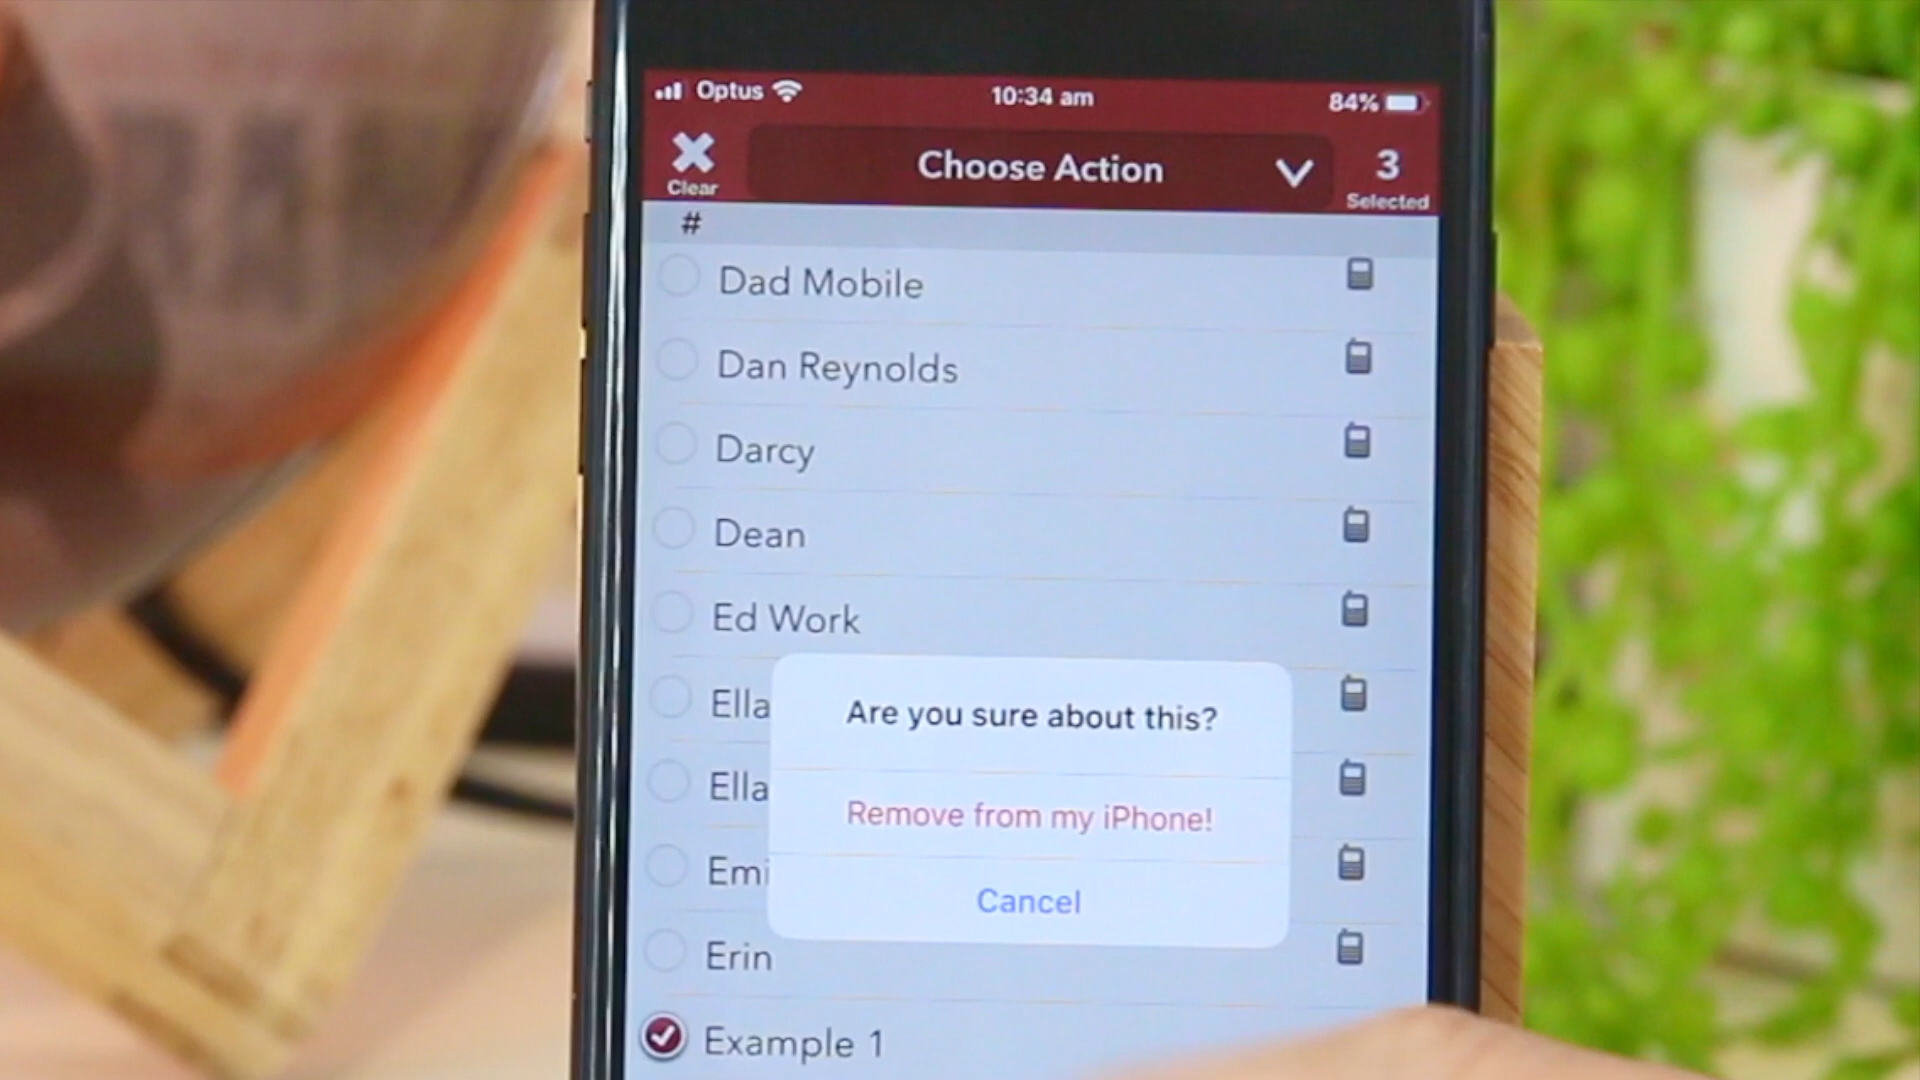 Optus
10:34 am
84%
Clear
Choose Action
3
Selected
#
Dad Mobile
Dan Reynolds
Darcy
Dean
Ed Work
Ella
Ella
Emi
Erin
Example 1
Are you sure about this?
Remove from my iPhone!
Cancel